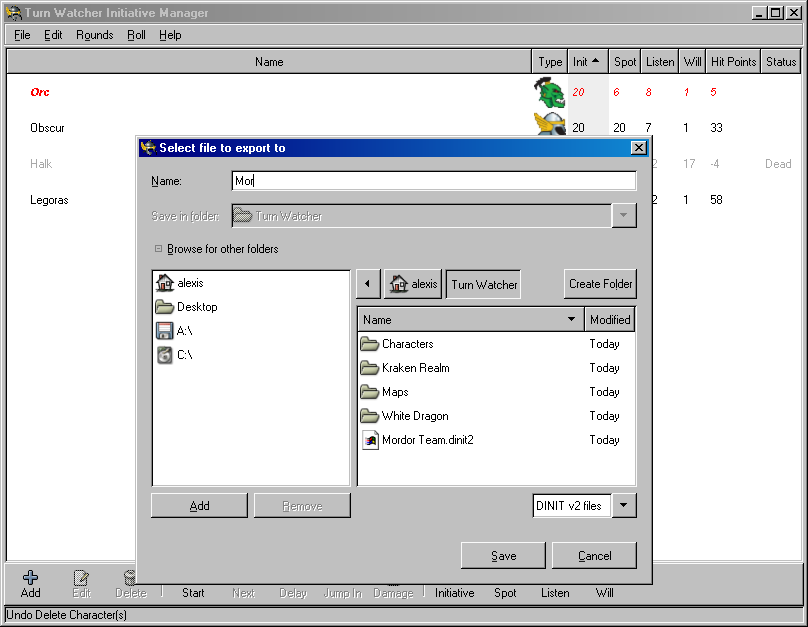 Turn Watcher Initiative Manager
File Edit Rounds Roll Help
Name Type Init Spot Listen Will Hit Points Status
Orc 20 6 8 1 5
Obscur 20 20 7 1 33
Halk 2 17 -4 Dead
Legoras 2 1 58
Select file to export to
Name: Mor
Save in folder: Turn Watcher
Browse for other folders
alexis
Desktop
A:\
C:\
alexis Turn Watcher Create Folder
Name Modified
Characters Today
Kraken Realm Today
Maps Today
White Dragon Today
Mordor Team.dinit2 Today
Add Remove DINIT v2 files
Save Cancel
Add Edit Delete Start Next Delay Jump In Damage Initiative Spot Listen Will
Undo Delete Character(s)